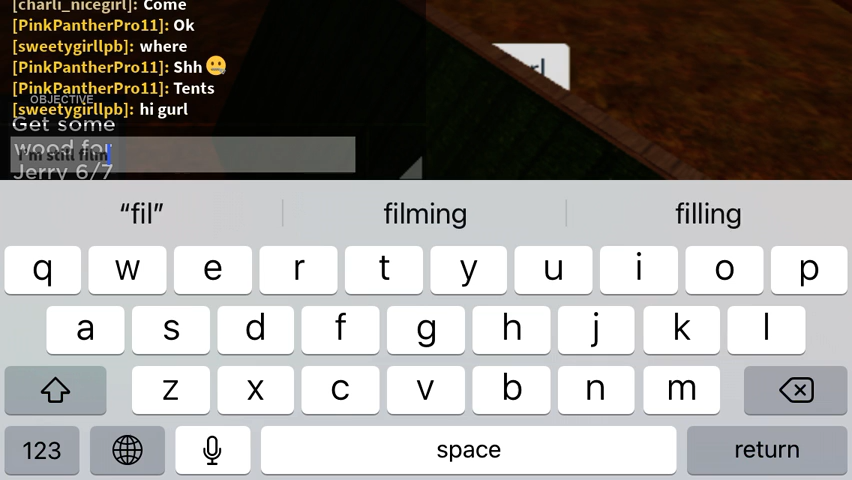 [charli_nicegirl]: Come
[PinkPantherPro11]: Ok
[sweetygirllpb]: where
[PinkPantherPro11]: Shh 🤐
[PinkPantherPro11]: Tents
OBJECTIVE
[sweetygirllpb]: hi gurl
Get some
wood for
I'm still filin
Jerry 6/7
“fil” filming filling
q w e r t y u i o p
a s d f g h j k l
z x c v b n m
123 space return